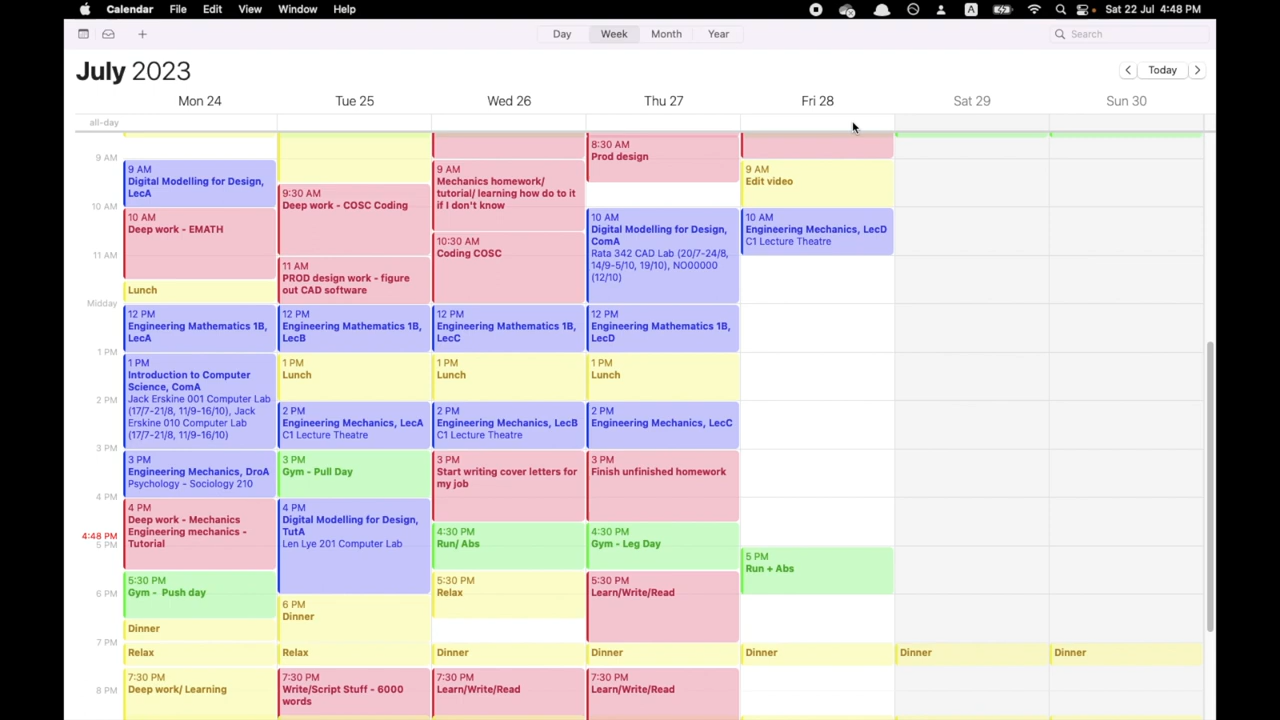 Calendar File Edit View Window Help
A
Sat 22 Jul 4:48 PM
Day Week Month Year
Search
July 2023
Today
Mon 24 Tue 25 Wed 26 Thu 27 Fri 28 Sat 29 Sun 30
all-day
9 AM
10 AM
11 AM
Midday
1 PM
2 PM
3 PM
4 PM
4:48 PM
5 PM
6 PM
7 PM
8 PM
9 AM
Digital Modelling for Design,
LecA
10 AM
Deep work - EMATH
Lunch
12 PM
Engineering Mathematics 1B,
LecA
1 PM
Introduction to Computer
Science, ComA
Jack Erskine 001 Computer Lab
(17/7-21/8, 11/9-16/10), Jack
Erskine 010 Computer Lab
(17/7-21/8, 11/9-16/10)
3 PM
Engineering Mechanics, DroA
Psychology - Sociology 210
4 PM
Deep work - Mechanics
Engineering mechanics -
Tutorial
5:30 PM
Gym - Push day
Dinner
Relax
7:30 PM
Deep work/ Learning
9:30 AM
Deep work - COSC Coding
11 AM
PROD design work - figure
out CAD software
12 PM
Engineering Mathematics 1B,
LecB
1 PM
Lunch
2 PM
Engineering Mechanics, LecA
C1 Lecture Theatre
3 PM
Gym - Pull Day
4 PM
Digital Modelling for Design,
TutA
Len Lye 201 Computer Lab
6 PM
Dinner
Relax
7:30 PM
Write/Script Stuff - 6000
words
9 AM
Mechanics homework/
tutorial/ learning how do to it
if I don't know
10:30 AM
Coding COSC
12 PM
Engineering Mathematics 1B,
LecC
1 PM
Lunch
2 PM
Engineering Mechanics, LecB
C1 Lecture Theatre
3 PM
Start writing cover letters for
my job
4:30 PM
Run/ Abs
5:30 PM
Relax
Dinner
7:30 PM
Learn/Write/Read
8:30 AM
Prod design
10 AM
Digital Modelling for Design,
ComA
Rata 342 CAD Lab (20/7-24/8,
14/9-5/10, 19/10), NO00000
(12/10)
12 PM
Engineering Mathematics 1B,
LecD
1 PM
Lunch
2 PM
Engineering Mechanics, LecC
3 PM
Finish unfinished homework
4:30 PM
Gym - Leg Day
5:30 PM
Learn/Write/Read
Dinner
7:30 PM
Learn/Write/Read
9 AM
Edit video
10 AM
Engineering Mechanics, LecD
C1 Lecture Theatre
5 PM
Run + Abs
Dinner
Dinner
Dinner